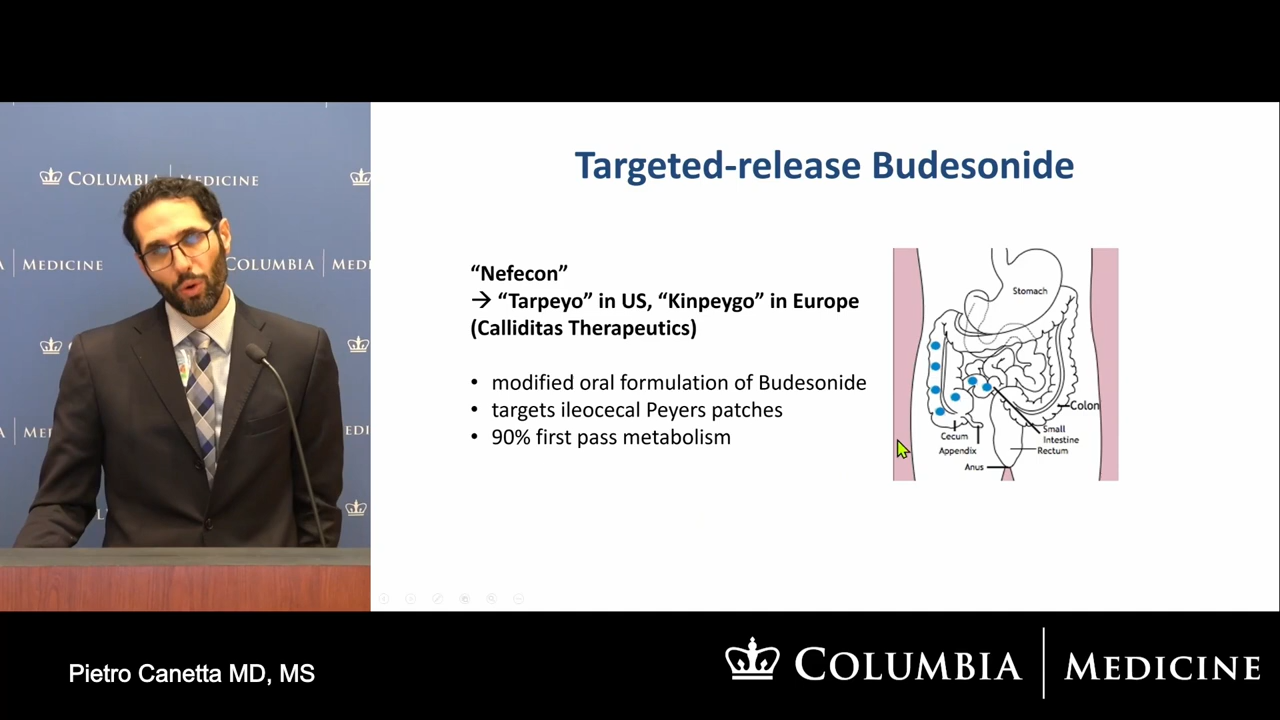 COLUMBIA MEDICINE
MEDICINE
COLUMBIA MED
Targeted-release Budesonide
“Nefecon”
→ “Tarpeyo” in US, “Kinpeygo” in Europe
(Calliditas Therapeutics)
• modified oral formulation of Budesonide
• targets ileocecal Peyers patches
• 90% first pass metabolism
Stomach
Colon
Small
Intestine
Cecum
Appendix
Rectum
Anus
Pietro Canetta MD, MS
COLUMBIA MEDICINE